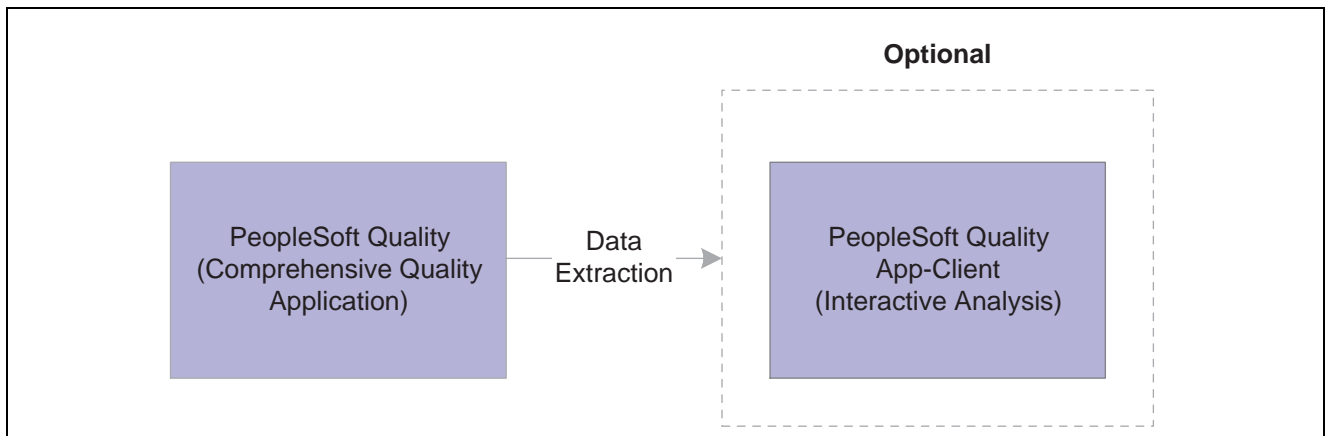 Optional
PeopleSoft Quality
(Comprehensive Quality
Application)
Data
Extraction
PeopleSoft Quality
App-Client
(Interactive Analysis)